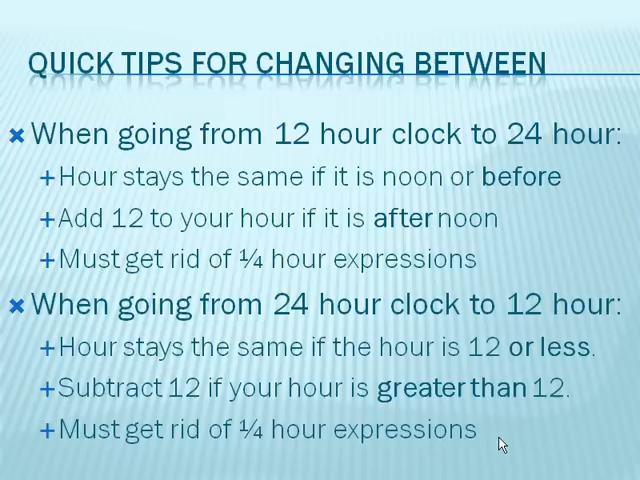 QUICK TIPS FOR CHANGING BETWEEN
When going from 12 hour clock to 24 hour:
Hour stays the same if it is noon or before
Add 12 to your hour if it is after noon
Must get rid of ¼ hour expressions
When going from 24 hour clock to 12 hour:
Hour stays the same if the hour is 12 or less.
Subtract 12 if your hour is greater than 12.
Must get rid of ¼ hour expressions